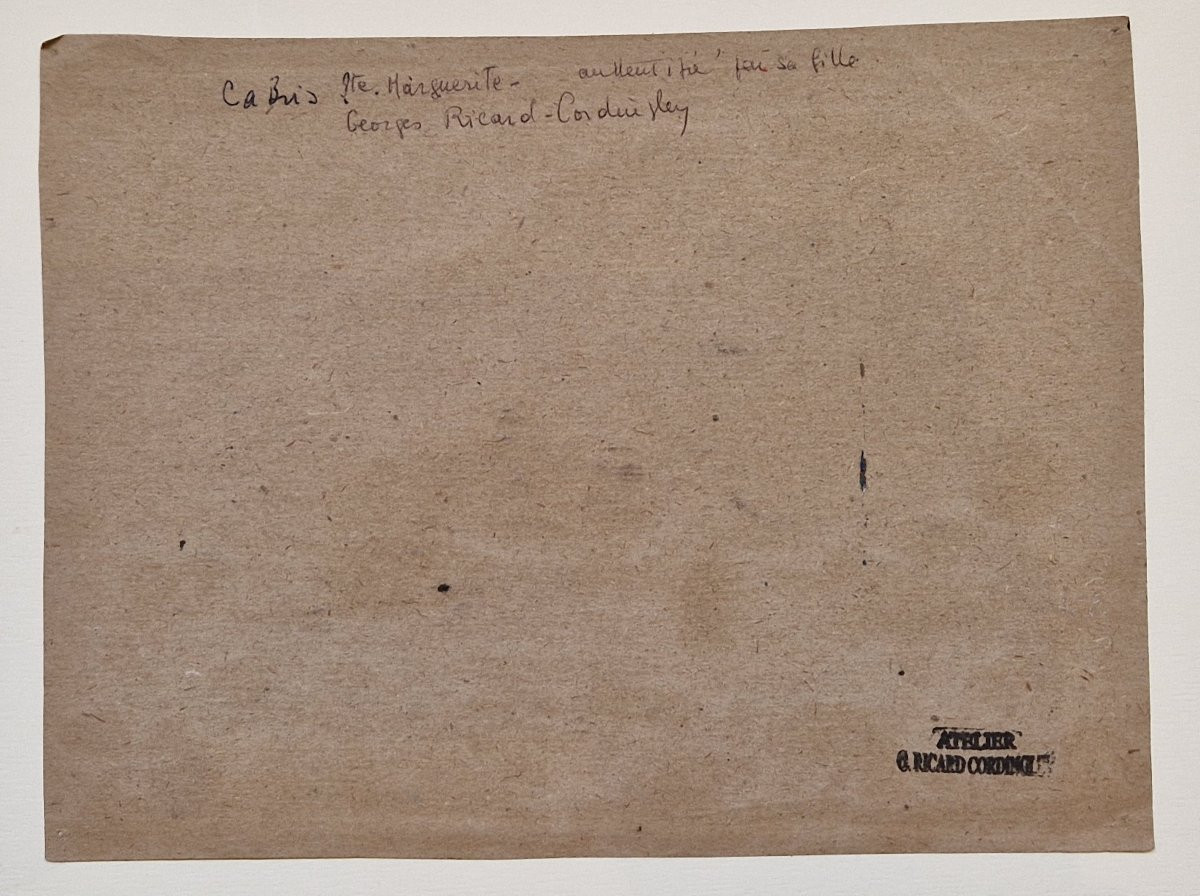 CaBris Ste. Marguerite - authentifié par sa fille
Georges Ricard-Cordingley
ATELIER
G. RICARD CORDINGLEY